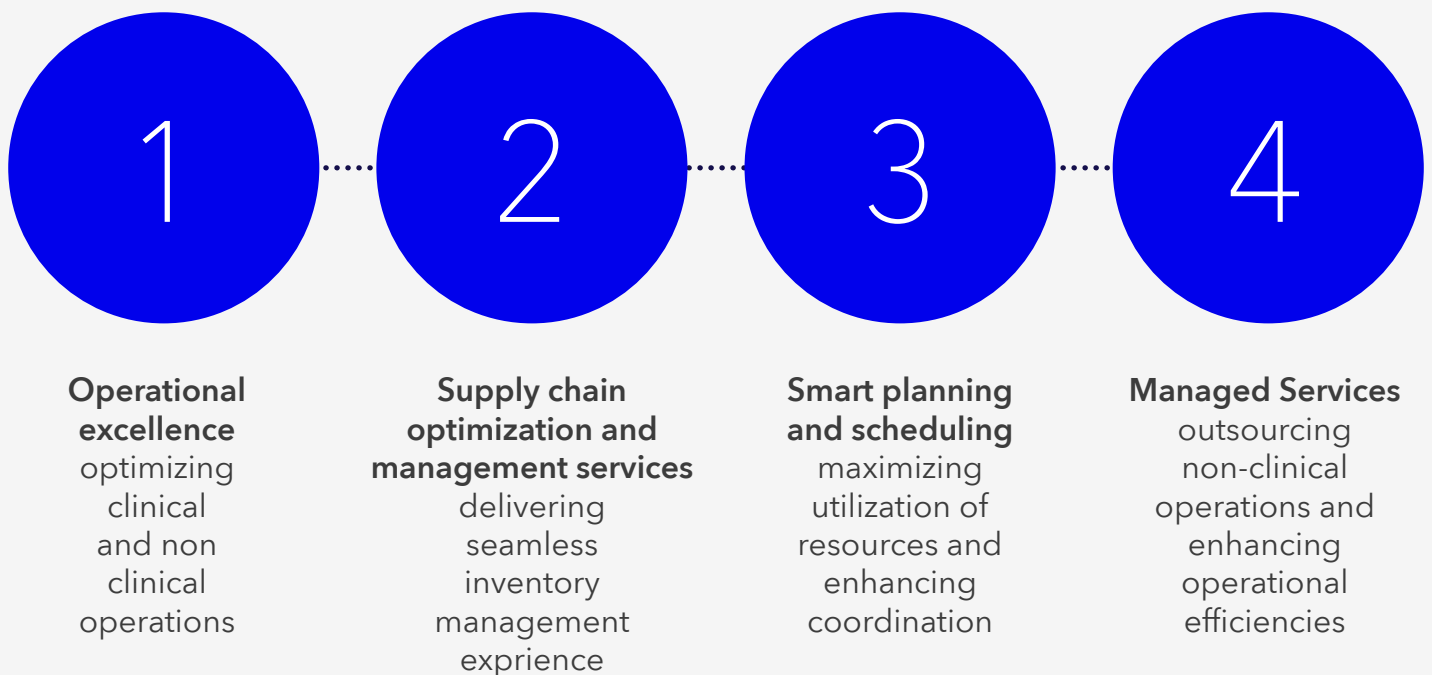 1
2
3
4
Operational
excellence
optimizing
clinical
and non
clinical
operations
Supply chain
optimization and
management services
delivering
seamless
inventory
management
exprience
Smart planning
and scheduling
maximizing
utilization of
resources and
enhancing
coordination
Managed Services
outsourcing
non-clinical
operations and
enhancing
operational
efficiencies